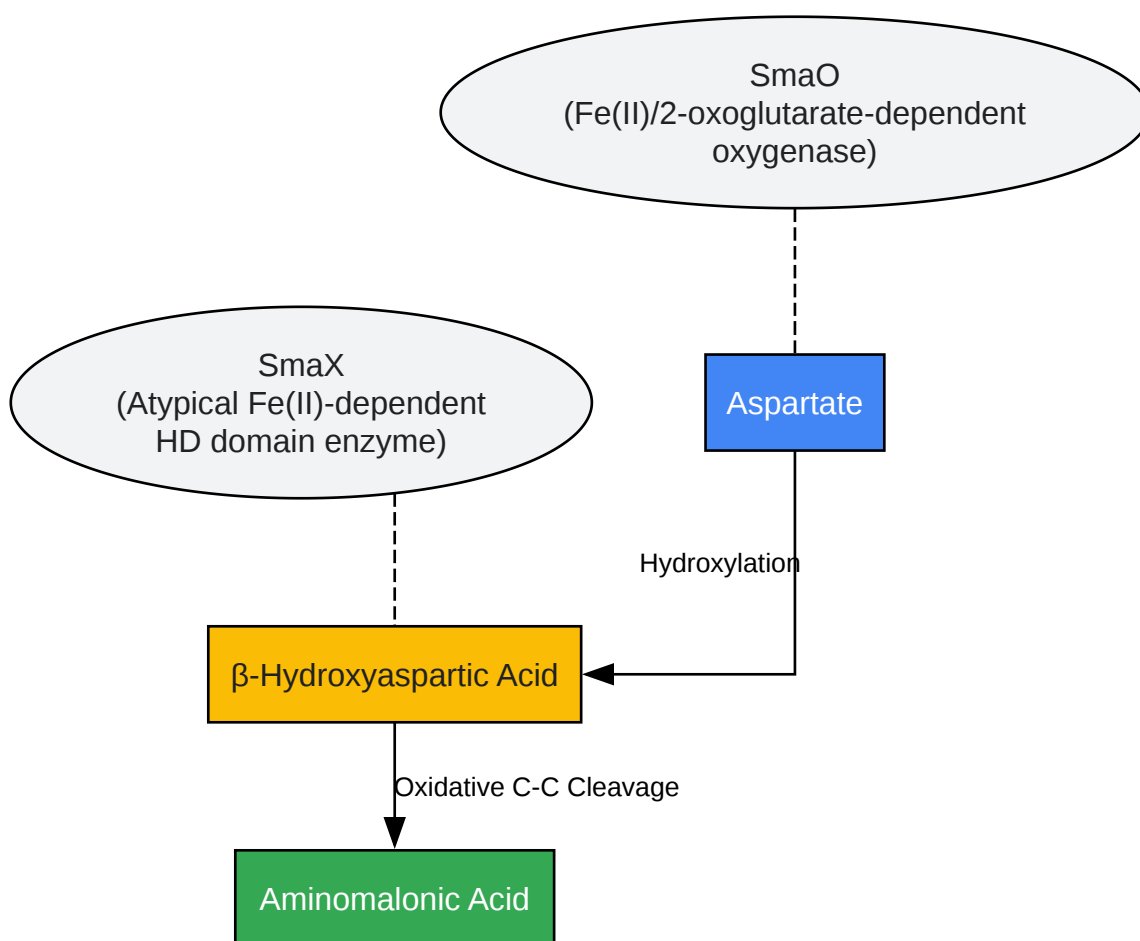 SmaO
(Fe(II)/2-oxoglutarate-dependent
oxygenase)
SmaX
(Atypical Fe(II)-dependent
HD domain enzyme)
Aspartate
Hydroxylation
β-Hydroxyaspartic Acid
Oxidative C-C Cleavage
Aminomalonic Acid